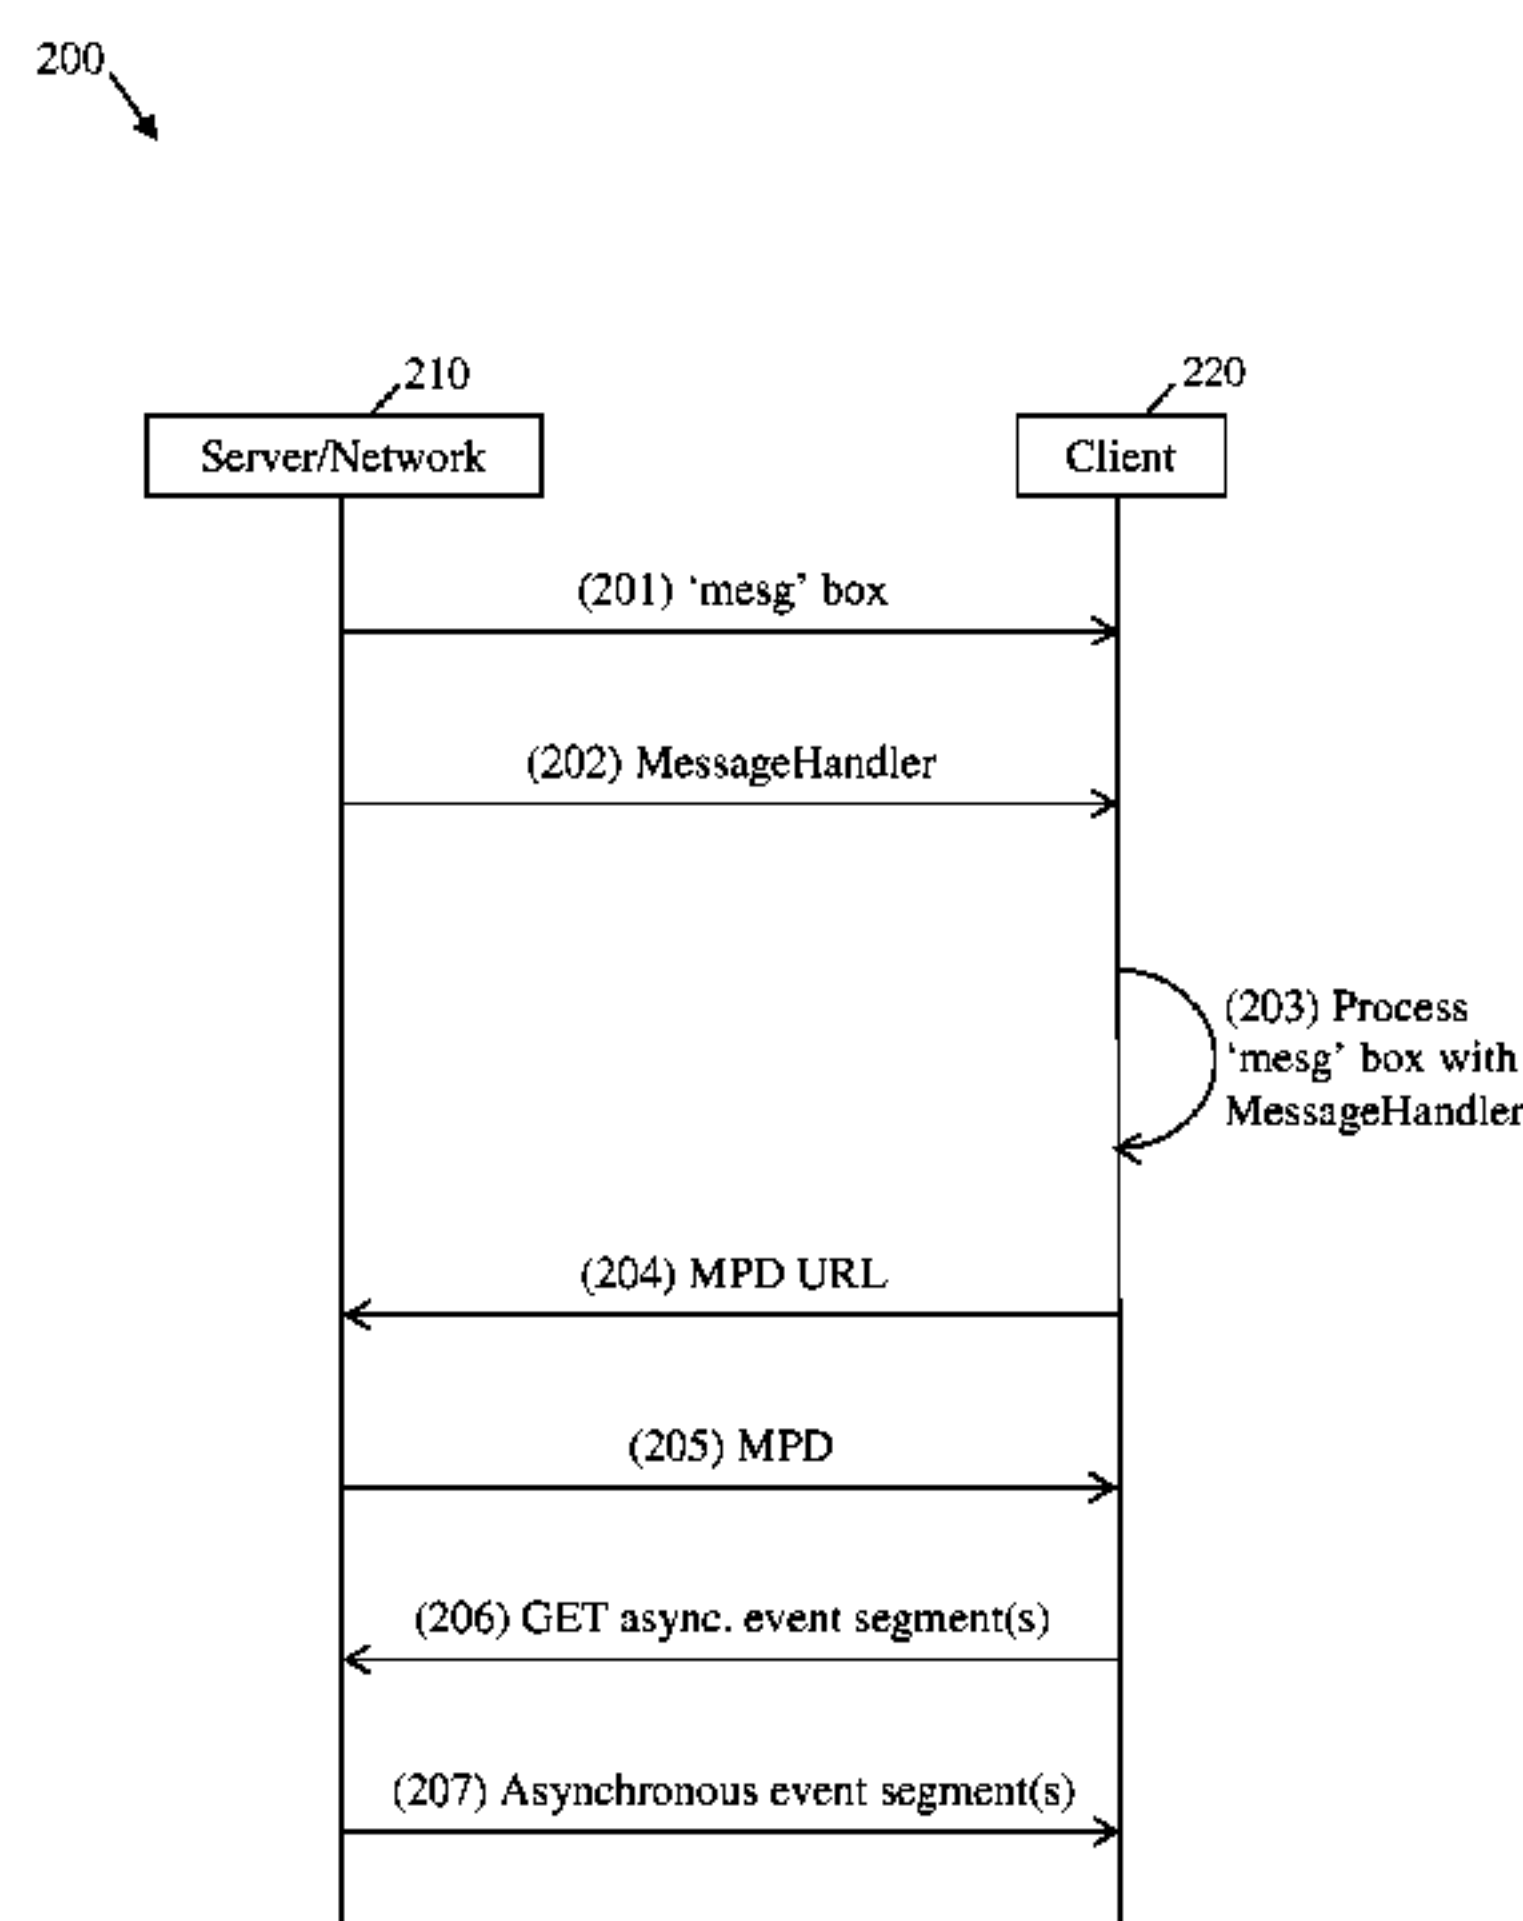 200
210
220
Server/Network
Client
(201) ‘mesg’ box
(202) MessageHandler
(203) Process
‘mesg’ box with
MessageHandler
(204) MPD URL
(205) MPD
(206) GET async. event segment(s)
(207) Asynchronous event segment(s)